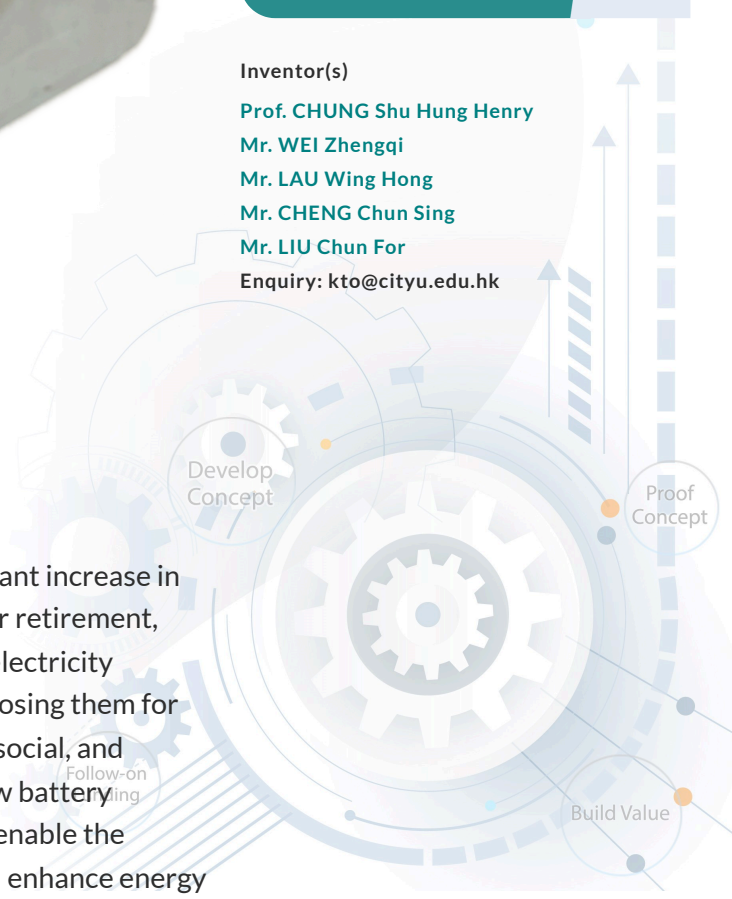 Inventor(s)
Prof. CHUNG Shu Hung Henry
Mr. WEI Zhengqi
Mr. LAU Wing Hong
Mr. CHENG Chun Sing
Mr. LIU Chun For
Enquiry: kto@cityu.edu.hk
Develop
Concept
Proof
Concept
ant increase in
r retirement,
lectricity
osing them for
social, and
Follow-on
w battery
enable the
enhance energy
Build Value